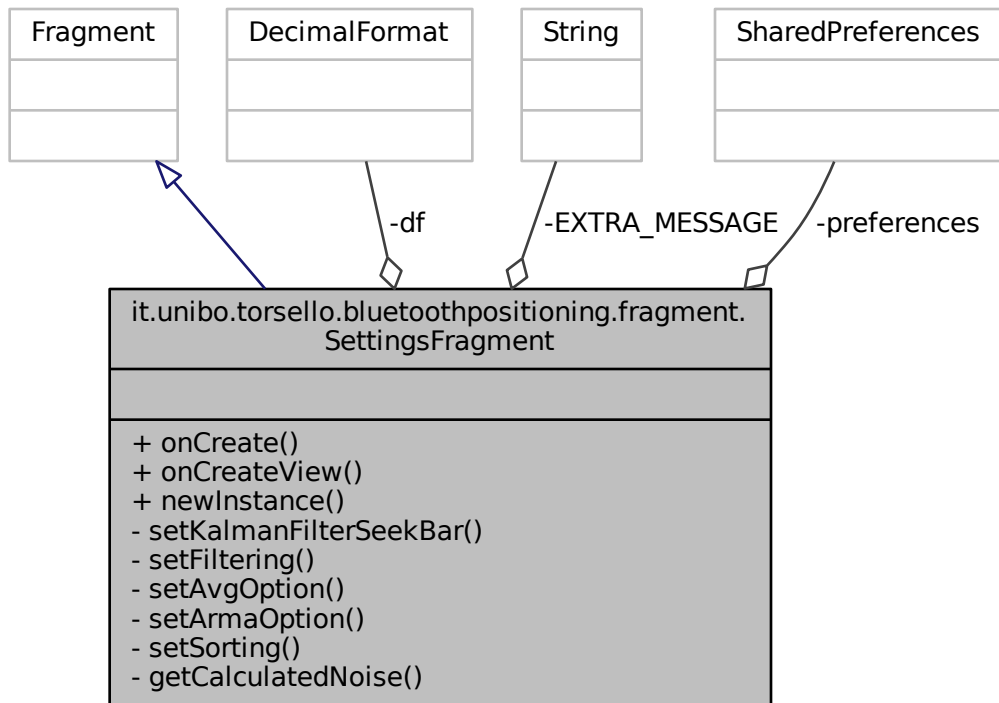 Fragment
DecimalFormat
String
SharedPreferences
-df
-EXTRA_MESSAGE
-preferences
it.unibo.torsello.bluetoothpositioning.fragment.
SettingsFragment
+ onCreate()
+ onCreateView()
+ newInstance()
- setKalmanFilterSeekBar()
- setFiltering()
- setAvgOption()
- setArmaOption()
- setSorting()
- getCalculatedNoise()